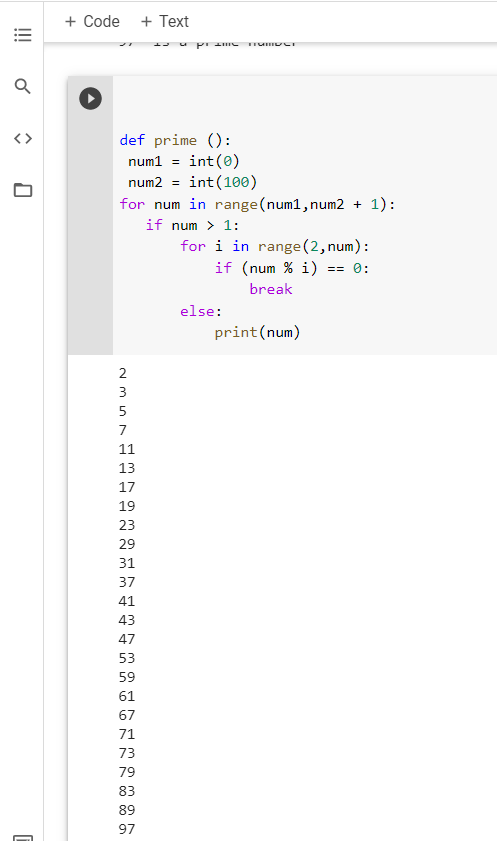 + Code + Text
97 is a prime number
def prime ():
 num1 = int(0)
 num2 = int(100)
for num in range(num1,num2 + 1):
   if num > 1:
       for i in range(2,num):
           if (num % i) == 0:
               break
       else:
           print(num)
2
3
5
7
11
13
17
19
23
29
31
37
41
43
47
53
59
61
67
71
73
79
83
89
97